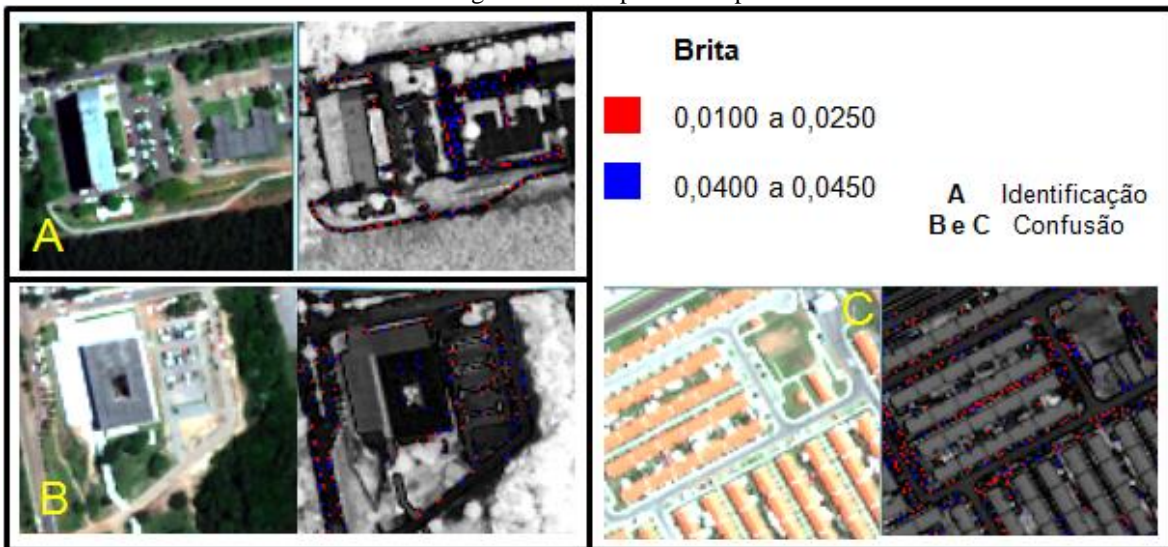 A
Brita
0,0100 a 0,0250
0,0400 a 0,0450
A Identificação
B e C Confusão
B
C